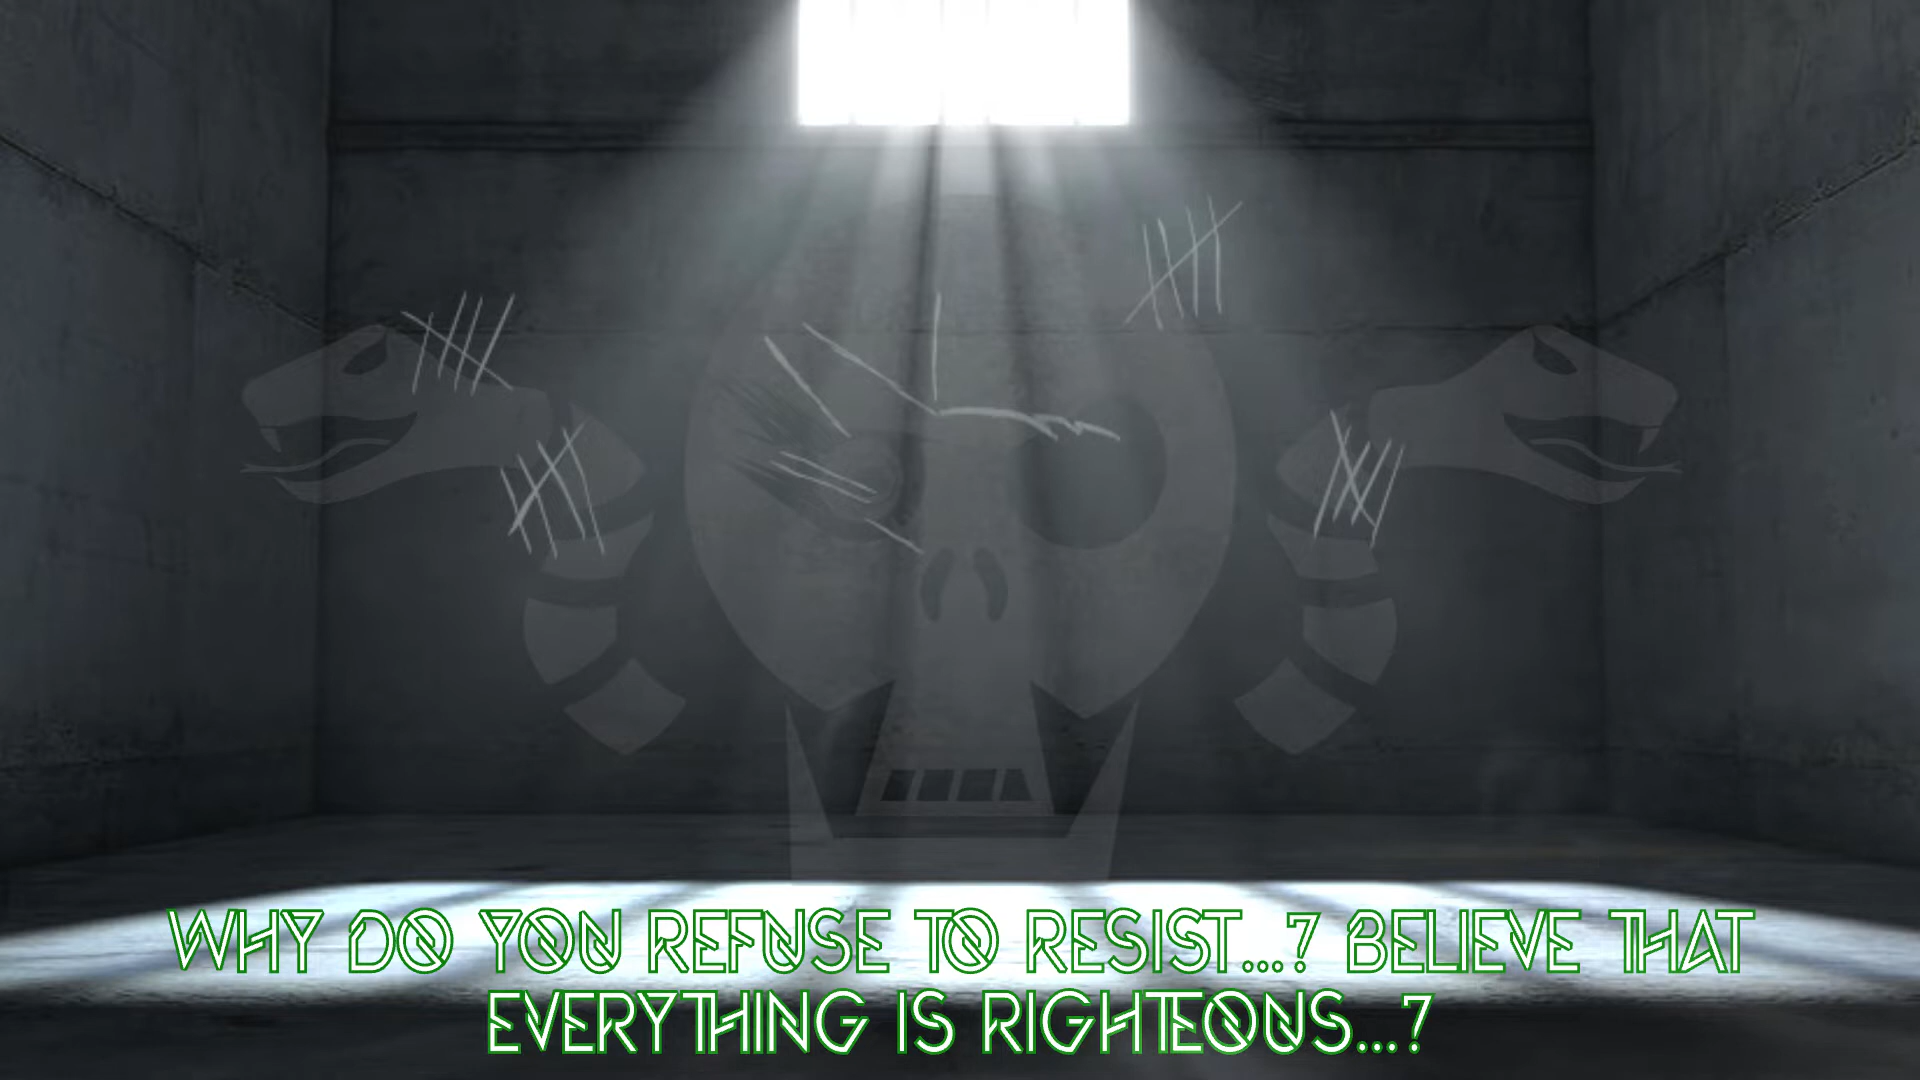 WHY DO YOU REFUSE TO RESIST...? BELIEVE THAT
EVERYTHING IS RIGHTEOUS...?